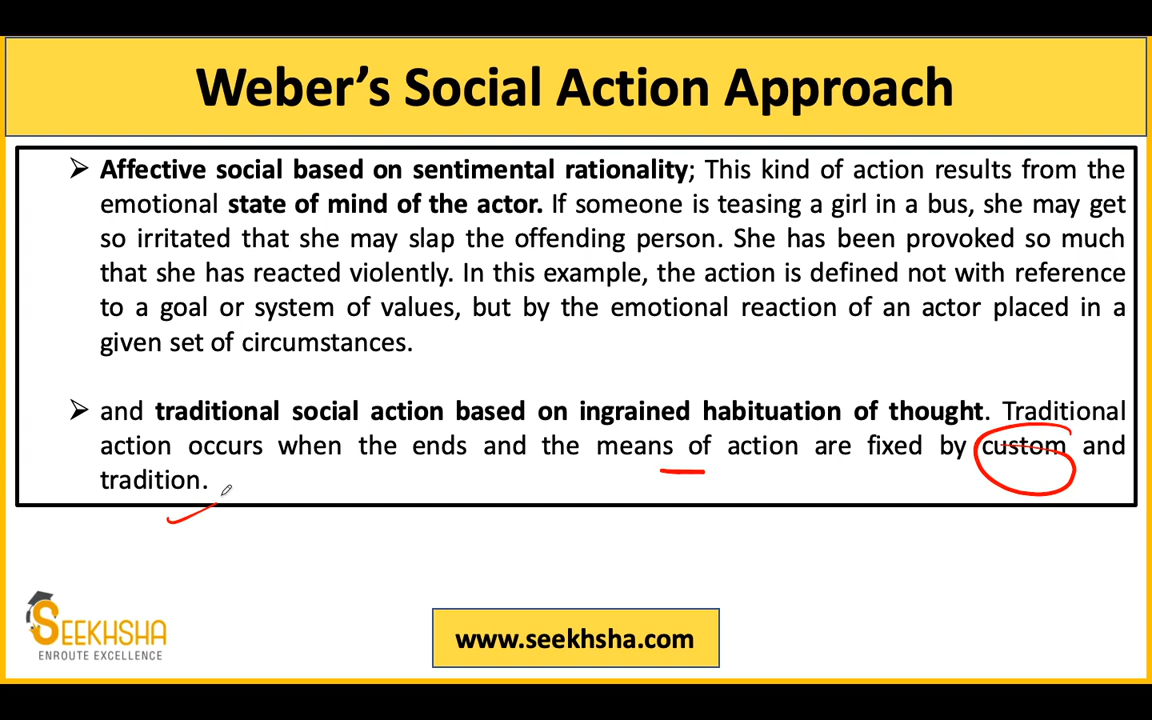 Weber's Social Action Approach
➢ Affective social based on sentimental rationality; This kind of action results from the
emotional state of mind of the actor. If someone is teasing a girl in a bus, she may get
so irritated that she may slap the offending person. She has been provoked so much
that she has reacted violently. In this example, the action is defined not with reference
to a goal or system of values, but by the emotional reaction of an actor placed in a
given set of circumstances.
➢ and traditional social action based on ingrained habituation of thought. Traditional
action occurs when the ends and the means of action are fixed by custom and
tradition.
SEEKHSHA
ENROUTE EXCELLENCE
www.seekhsha.com